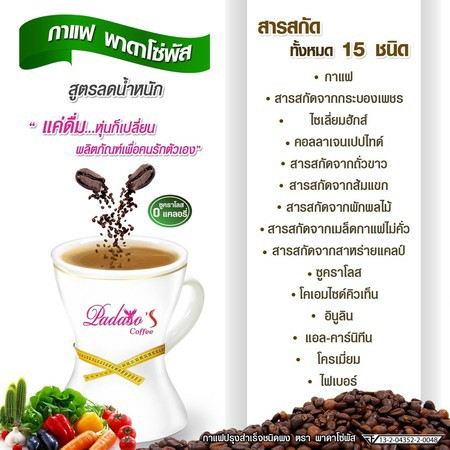 กาแฟ พาดาโซ่พัส
สูตรลดน้ำหนัก
“ แค่ดื่ม...หุ่นก็เปลี่ยน
ผลิตภัณฑ์เพื่อคนรักตัวเอง”
ซูคราโลส
0 แคลอรี่
Padaso'S
Coffee
สารสกัด
ทั้งหมด 15 ชนิด
• กาแฟ
• สารสกัดจากกระบองเพชร
• ไซเลี่ยมฮัสก์
• คอลลาเจนเปปไทด์
• สารสกัดจากถั่วขาว
• สารสกัดจากส้มแขก
• สารสกัดจากพักผลไม้
• สารสกัดจากเมล็ดกาแฟไม่คั่ว
• สารสกัดจากสาหร่ายแคลป์
• ซูคราโลส
• โคเอมไซด์คิวเท็น
• อินูลิน
• แอล-คาร์นิทีน
• โครเมี่ยม
• ไฟเบอร์
กาแฟปรุงสำเร็จชนิดผง ตรา พาดาโซ่พัส
13-2-04352-2-0048